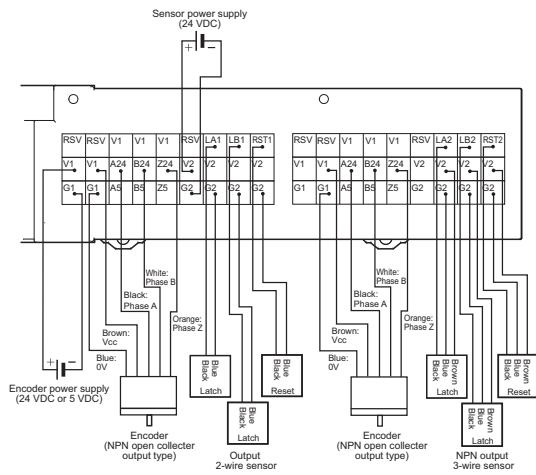 Sensor power supply
(24 VDC)
+ −
RSV RSV V1 V1 V1 RSV LA1 LB1 RST1
V1 V1 A24 B24 Z24 V2 V2 V2 V2
G1 G1 A5 B5 Z5 G2 G2 G2 G2
RSV RSV V1 V1 V1 RSV LA2 LB2 RST2
V1 V1 A24 B24 Z24 V2 V2 V2 V2
G1 G1 A5 B5 Z5 G2 G2 G2 G2
White:
Phase B
Black:
Phase A
Orange:
Phase Z
Brown:
Vcc
Blue:
0V
+ −
Encoder power supply
(24 VDC or 5 VDC)
Encoder
(NPN open collecter
output type)
Black
Blue
Latch
Black
Blue
Latch
Black
Blue
Reset
Output
2-wire sensor
White:
Phase B
Black:
Phase A
Orange:
Phase Z
Brown:
Vcc
Blue:
0V
Encoder
(NPN open collecter
output type)
Black
Blue
Brown
Latch
Black
Blue
Brown
Latch
Black
Blue
Brown
Reset
NPN output
3-wire sensor